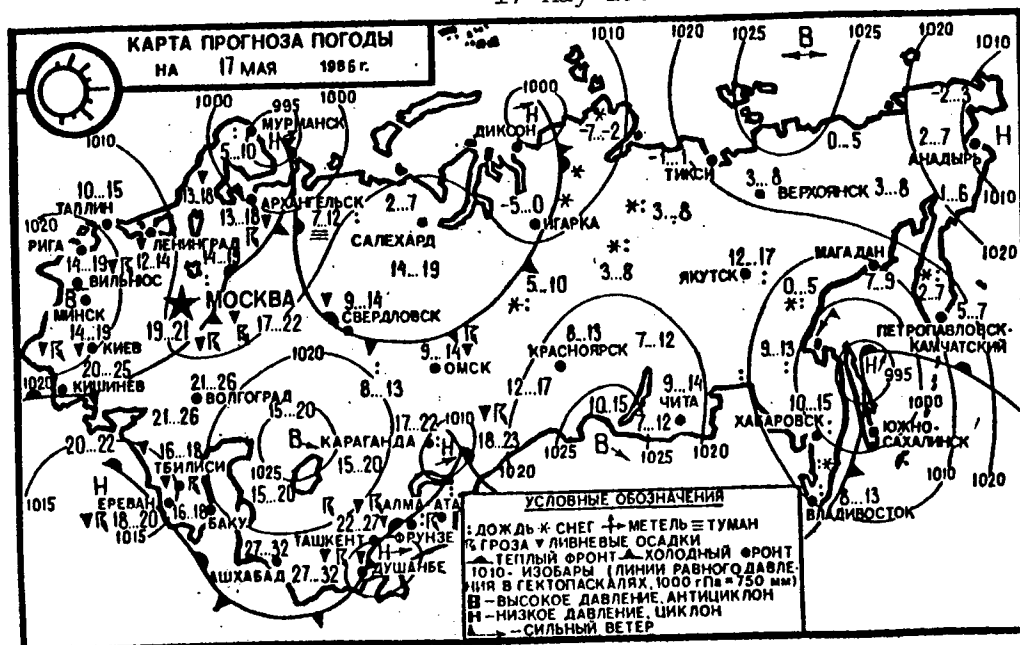 17 May
КАРТА ПРОГНОЗА ПОГОДЫ
НА 17 МАЯ 1986 г.
1010 1020 В 1025 1020 1010
1000 995 1000
МУРМАНСК
Н
5...10
1010
1000
Н
ДИКСОН
-7...-2
-1...1
ТИКСИ
0...5
-2...3
2...7
АНАДЫРЬ
Н
10...15
ТАЛЛИН
13...18
АРХАНГЕЛЬСК
13...18
7...12
2...7
САЛЕХАРД
-5...0
ИГАРКА
3...8
3...8
ВЕРХОЯНСК
3...8
1...6
1010
1020
РИГА
ЛЕНИНГРАД
14...19
12...14
14...19
ВИЛЬНЮС
В
МИНСК
14...19
3...8
ЯКУТСК
12...17
МАГАДАН
7...9
1020
МОСКВА
19...21
17...22
9...14
СВЕРДЛОВСК
5...10
0...5
2...7
5...7
ПЕТРОПАВЛОВСК-
КАМЧАТСКИЙ
14...19
КИЕВ
20...25
1020
КИШИНЕВ
1020
9...14
ОМСК
8...13
КРАСНОЯРСК
7...12
9...13
Н
995
21...26
ВОЛГОГРАД
8...13
12...17
10...15
9...14
ЧИТА
7...12
10...15
ХАБАРОВСК
1000
ЮЖНО-
САХАЛИНСК
21...26
15...20
В
КАРАГАНДА
17...22
1010
Н
18...23
1020
1025
В
1025
1020
1010
1020
20...22
16...18
ТБИЛИСИ
1025
15...20
15...20
1015
Н
ЕРЕВАН
18...20
1015
16...18
БАКУ
22...27
АЛМА-АТА
ФРУНЗЕ
ТАШКЕНТ
Н
ДУШАНБЕ
27...32
АШХАБАД
27...32
8...13
ВЛАДИВОСТОК
УСЛОВНЫЕ ОБОЗНАЧЕНИЯ
: ДОЖДЬ * СНЕГ МЕТЕЛЬ ≡ ТУМАН
ГРОЗА ▼ ЛИВНЕВЫЕ ОСАДКИ
ТЕПЛЫЙ ФРОНТ ХОЛОДНЫЙ ФРОНТ
1010 - ИЗОБАРЫ (ЛИНИИ РАВНОГО ДАВЛЕ-
НИЯ В ГЕКТОПАСКАЛЯХ, 1000 гПа = 750 мм)
В - ВЫСОКОЕ ДАВЛЕНИЕ, АНТИЦИКЛОН
Н - НИЗКОЕ ДАВЛЕНИЕ, ЦИКЛОН
- СИЛЬНЫЙ ВЕТЕР